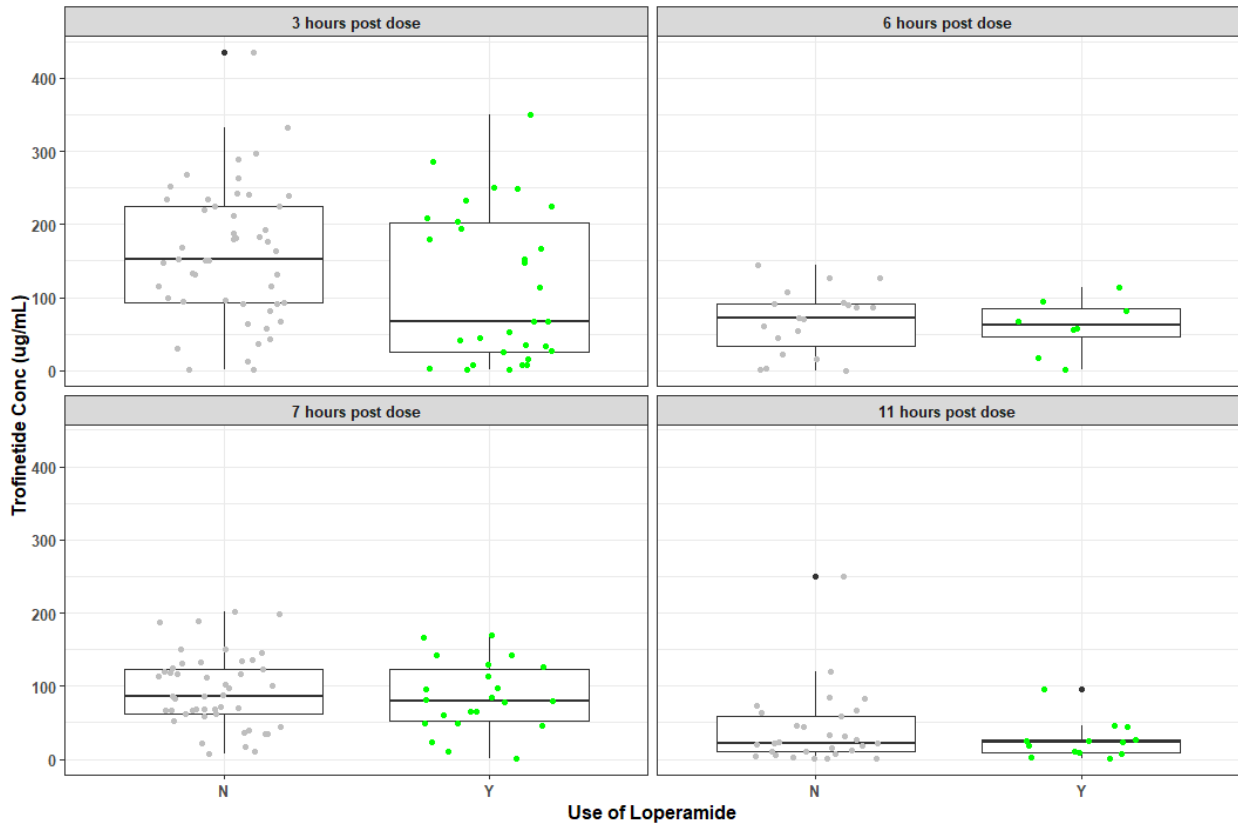 3 hours post dose
6 hours post dose
400
300
200
100
0
7 hours post dose
11 hours post dose
400
300
200
100
0
N
Y
N
Y
Trofinetide Conc (ug/mL)
Use of Loperamide